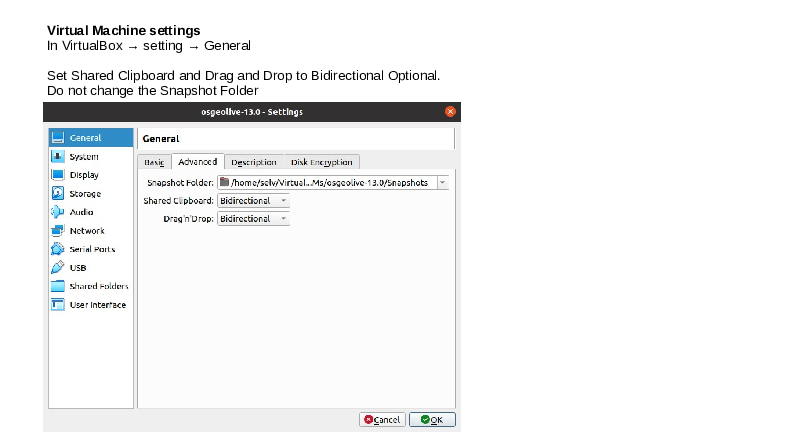 Virtual Machine settings
In VirtualBox → setting → General
Set Shared Clipboard and Drag and Drop to Bidirectional Optional.
Do not change the Snapshot Folder
osgeolive-13.0 - Settings
General
System
Display
Storage
Audio
Network
Serial Ports
USB
Shared Folders
User Interface
General
Basic Advanced Description Disk Encryption
Snapshot Folder: /home/selv/Virtual...Ms/osgeolive-13.0/Snapshots
Shared Clipboard: Bidirectional
Drag'n'Drop: Bidirectional
Cancel OK